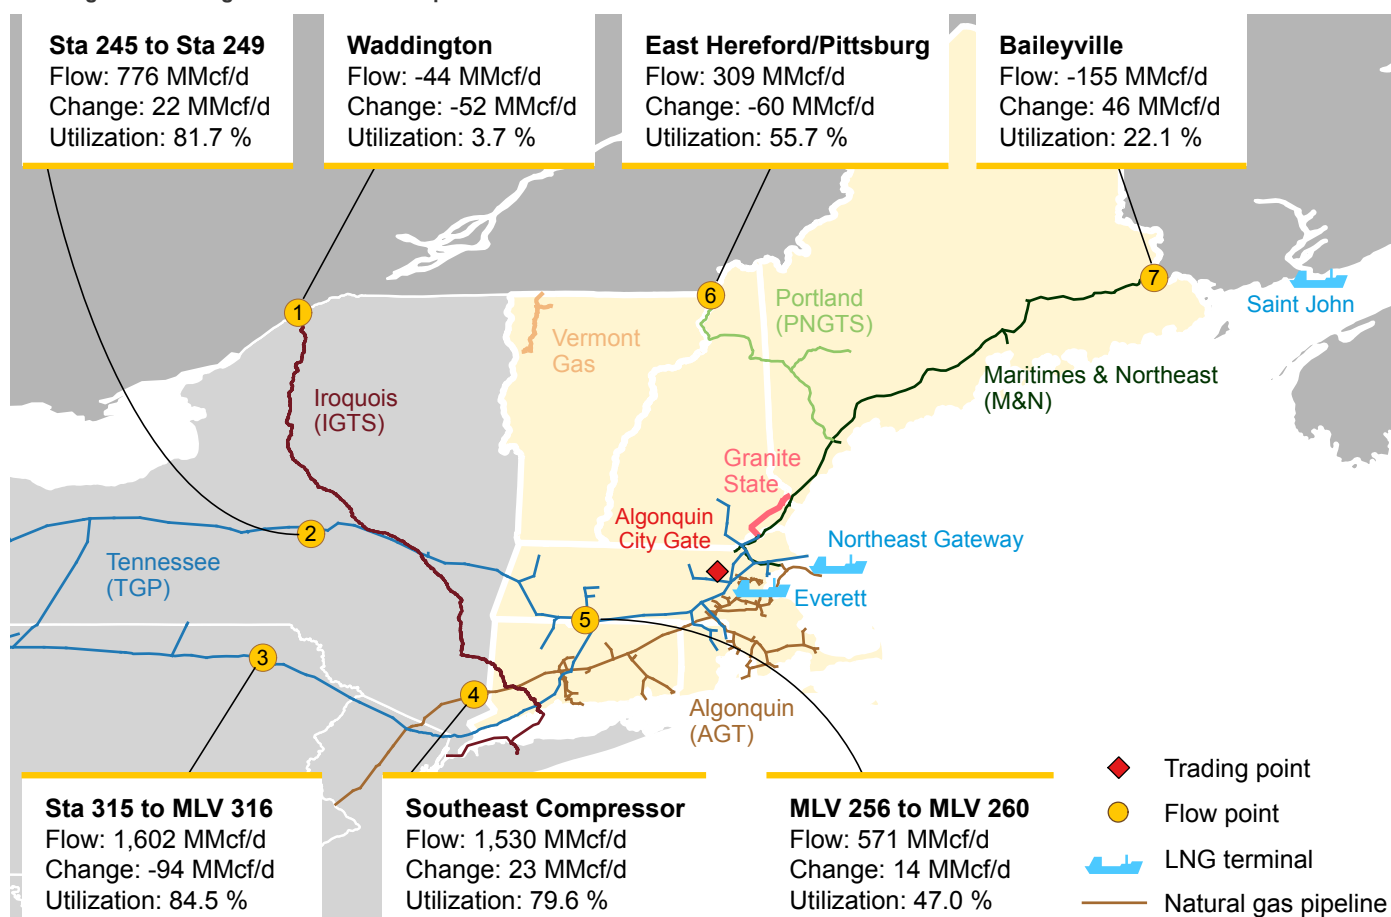 Sta 245 to Sta 249
Flow: 776 MMcf/d
Change: 22 MMcf/d
Utilization: 81.7 %
Waddington
Flow: -44 MMcf/d
Change: -52 MMcf/d
Utilization: 3.7 %
East Hereford/Pittsburg
Flow: 309 MMcf/d
Change: -60 MMcf/d
Utilization: 55.7 %
Baileyville
Flow: -155 MMcf/d
Change: 46 MMcf/d
Utilization: 22.1 %
1
6
7
Portland
(PNGTS)
Saint John
Vermont
Gas
Iroquois
(IGTS)
Maritimes & Northeast
(M&N)
Granite
State
Algonquin
City Gate
2
Northeast Gateway
Tennessee
(TGP)
Everett
5
3
4
Algonquin
(AGT)
Sta 315 to MLV 316
Flow: 1,602 MMcf/d
Change: -94 MMcf/d
Utilization: 84.5 %
Southeast Compressor
Flow: 1,530 MMcf/d
Change: 23 MMcf/d
Utilization: 79.6 %
MLV 256 to MLV 260
Flow: 571 MMcf/d
Change: 14 MMcf/d
Utilization: 47.0 %
Trading point
Flow point
LNG terminal
Natural gas pipeline